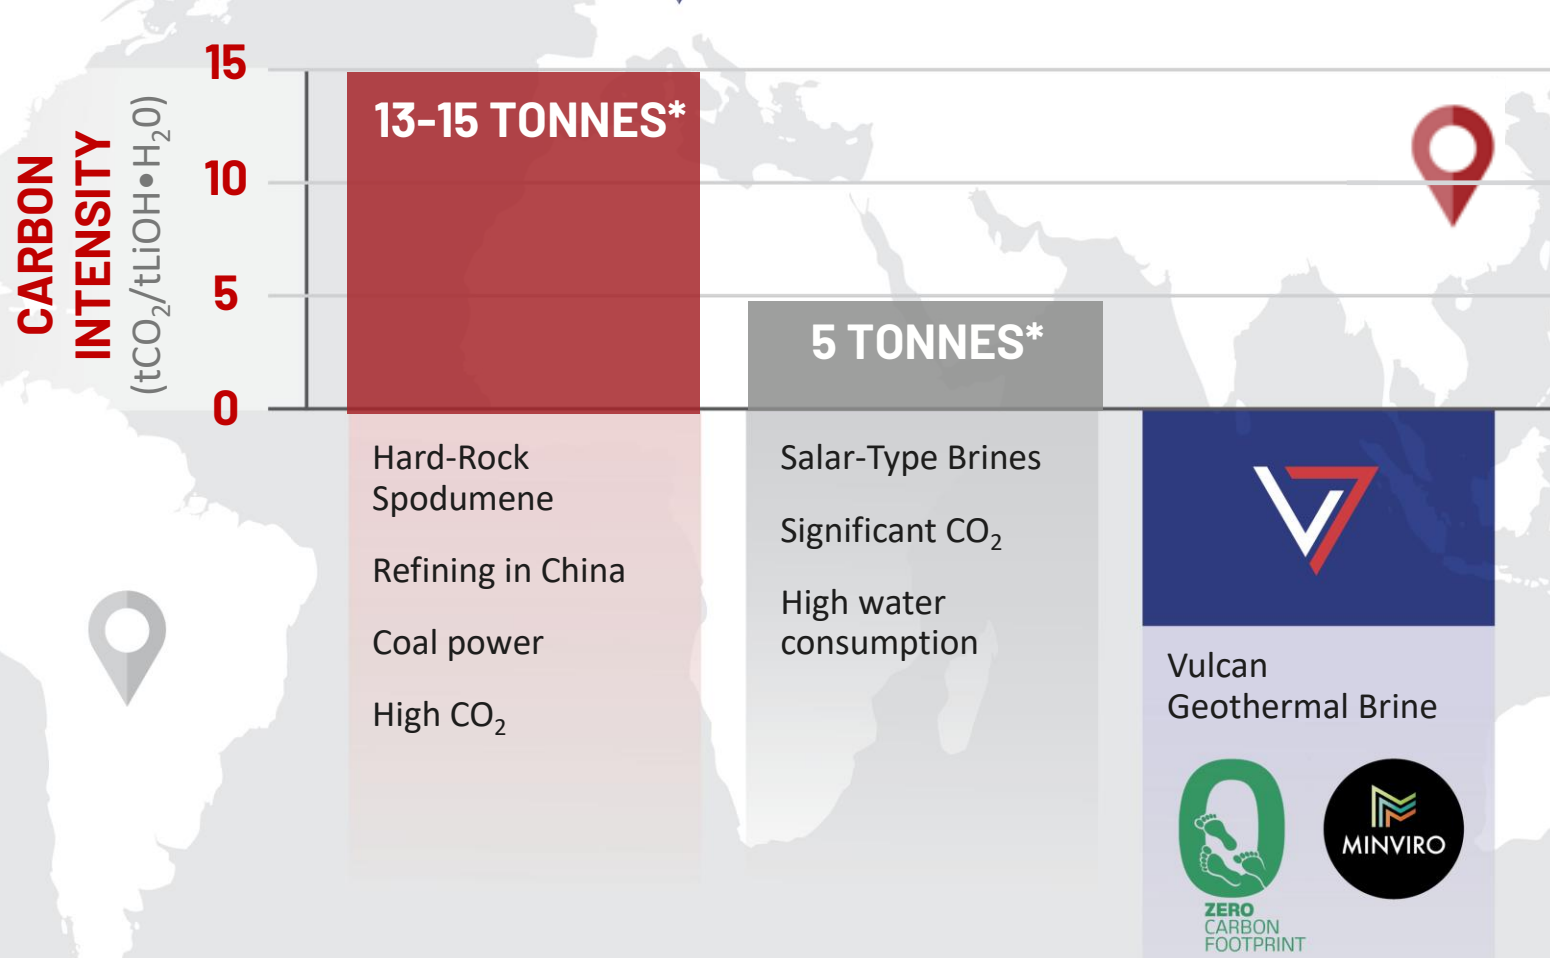 CARBON
INTENSITY
(tCO₂/tLiOH•H₂0)
15
10
5
0
13-15 TONNES*
Hard-Rock
Spodumene
Refining in China
Coal power
High CO₂
5 TONNES*
Salar-Type Brines
Significant CO₂
High water
consumption
Vulcan
Geothermal Brine
ZERO
CARBON
FOOTPRINT
MINVIRO